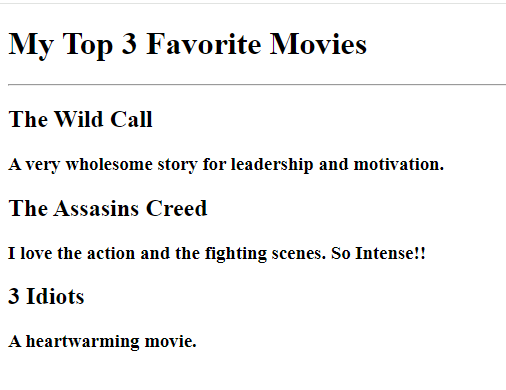 My Top 3 Favorite Movies
The Wild Call
A very wholesome story for leadership and motivation.
The Assasins Creed
I love the action and the fighting scenes. So Intense!!
3 Idiots
A heartwarming movie.